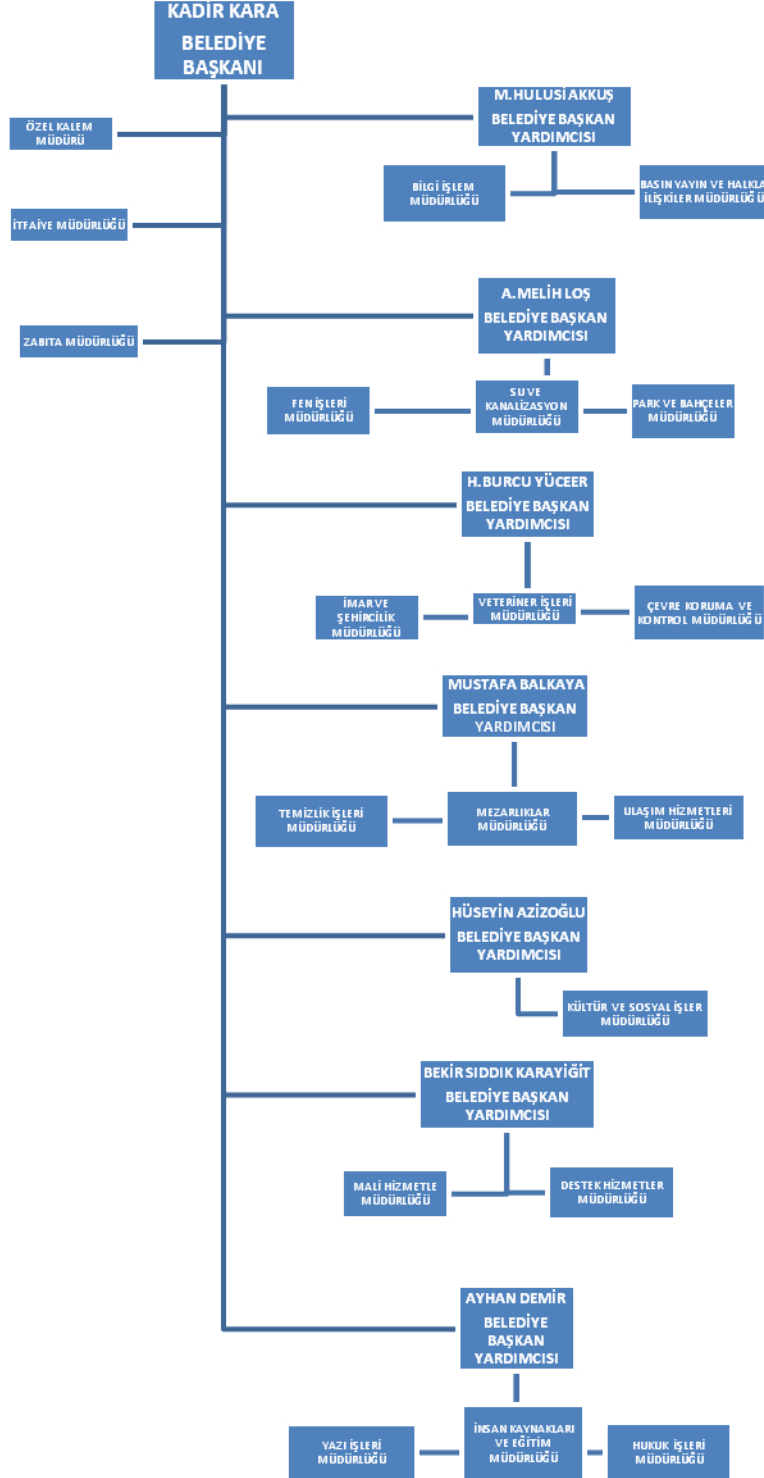 KADİR KARA
BELEDİYE
BAŞKANI
M.HULUSİ AKKUŞ
BELEDİYE BAŞKAN
YARDIMCISI
ÖZEL KALEM
MÜDÜRÜ
BİLGİ İŞLEM
MÜDÜRLÜĞÜ
BASIN YAYIN VE HALKLA
İLİŞKİLER MÜDÜRLÜĞÜ
İTFAİYE MÜDÜRLÜĞÜ
A.MELİH LOŞ
BELEDİYE BAŞKAN
YARDIMCISI
ZABITA MÜDÜRLÜĞÜ
FEN İŞLERİ
MÜDÜRLÜĞÜ
SU VE
KANALİZASYON
MÜDÜRLÜĞÜ
PARK VE BAHÇELER
MÜDÜRLÜĞÜ
H.BURCU YÜCEER
BELEDİYE BAŞKAN
YARDIMCISI
İMAR VE
ŞEHİRCİLİK
MÜDÜRLÜĞÜ
VETERİNER İŞLERİ
MÜDÜRLÜĞÜ
ÇEVRE KORUMA VE
KONTROL MÜDÜRLÜĞÜ
MUSTAFA BALKAYA
BELEDİYE BAŞKAN
YARDIMCISI
TEMİZLİK İŞLERİ
MÜDÜRLÜĞÜ
MEZARLIKLAR
MÜDÜRLÜĞÜ
ULAŞIM HİZMETLERİ
MÜDÜRLÜĞÜ
HÜSEYİN AZİZOĞLU
BELEDİYE BAŞKAN
YARDIMCISI
KÜLTÜR VE SOSYAL İŞLER
MÜDÜRLÜĞÜ
BEKİR SIDDIK KARAYİĞİT
BELEDİYE BAŞKAN
YARDIMCISI
MALİ HİZMETLE
MÜDÜRLÜĞÜ
DESTEK HİZMETLER
MÜDÜRLÜĞÜ
AYHAN DEMİR
BELEDİYE
BAŞKAN
YARDIMCISI
YAZI İŞLERİ
MÜDÜRLÜĞÜ
İNSAN KAYNAKLARI
VE EĞİTİM
MÜDÜRLÜĞÜ
HUKUK İŞLERİ
MÜDÜRLÜĞÜ